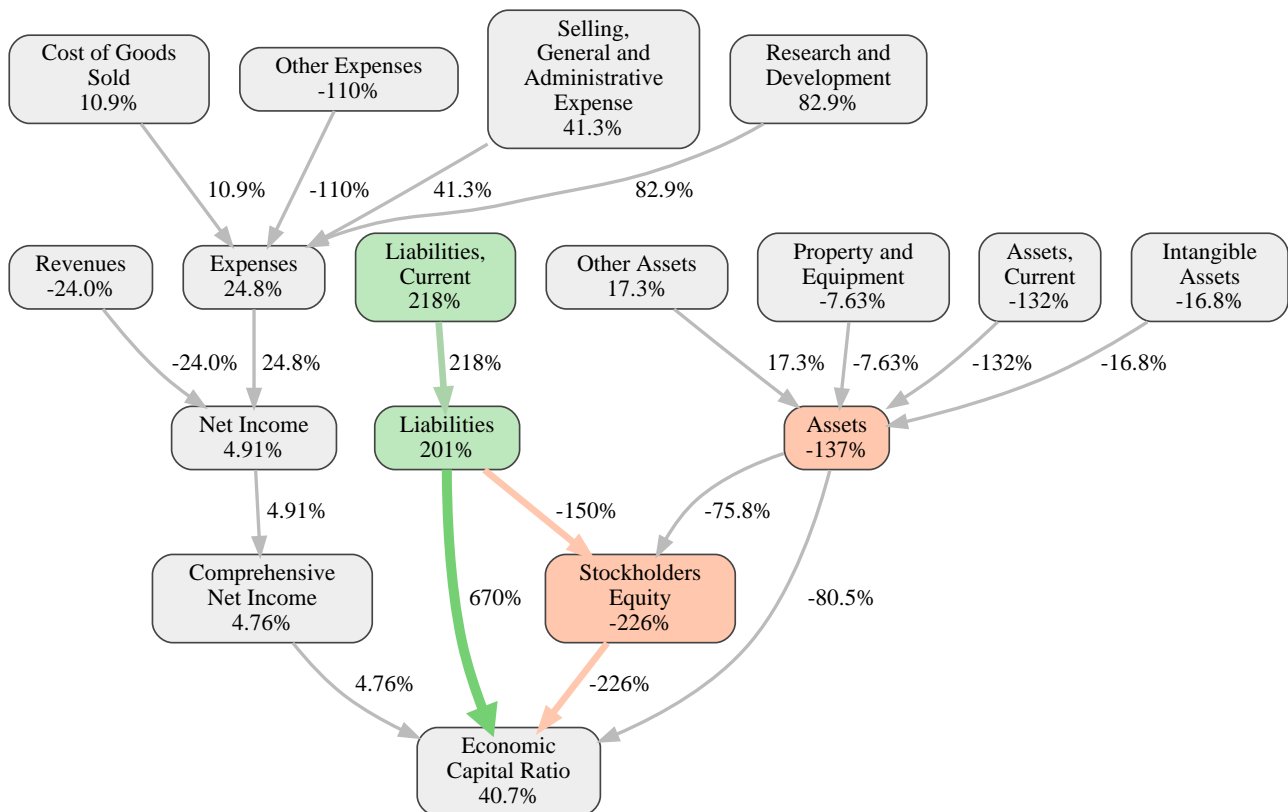 Cost of Goods
Sold
10.9%
Other Expenses
-110%
Selling,
General and
Administrative
Expense
41.3%
Research and
Development
82.9%
10.9%
-110%
41.3%
82.9%
Revenues
-24.0%
Expenses
24.8%
Liabilities,
Current
218%
Other Assets
17.3%
Property and
Equipment
-7.63%
Assets,
Current
-132%
Intangible
Assets
-16.8%
-24.0%
24.8%
218%
17.3%
-7.63%
-132%
-16.8%
Net Income
4.91%
Liabilities
201%
Assets
-137%
4.91%
-150%
-75.8%
Comprehensive
Net Income
4.76%
670%
Stockholders
Equity
-226%
-80.5%
4.76%
-226%
Economic
Capital Ratio
40.7%